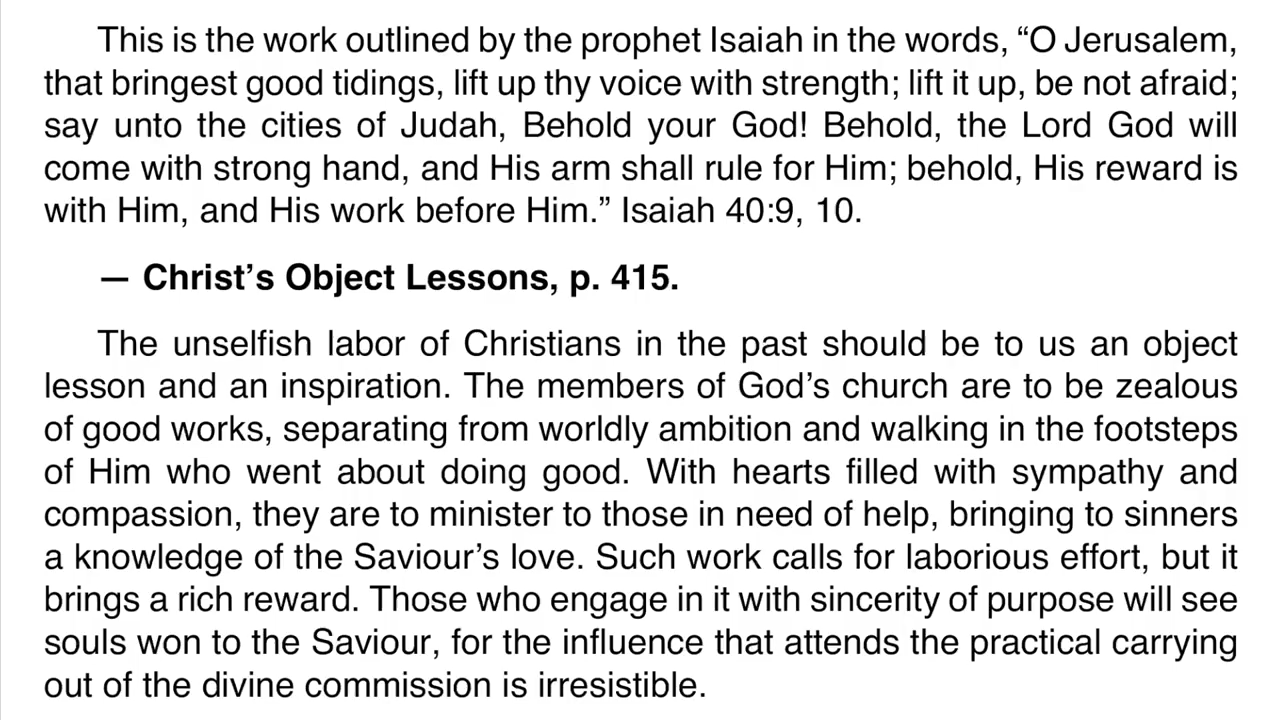 This is the work outlined by the prophet Isaiah in the words, “O Jerusalem,
that bringest good tidings, lift up thy voice with strength; lift it up, be not afraid;
say unto the cities of Judah, Behold your God! Behold, the Lord God will
come with strong hand, and His arm shall rule for Him; behold, His reward is
with Him, and His work before Him.” Isaiah 40:9, 10.
— Christ’s Object Lessons, p. 415.
The unselfish labor of Christians in the past should be to us an object
lesson and an inspiration. The members of God’s church are to be zealous
of good works, separating from worldly ambition and walking in the footsteps
of Him who went about doing good. With hearts filled with sympathy and
compassion, they are to minister to those in need of help, bringing to sinners
a knowledge of the Saviour’s love. Such work calls for laborious effort, but it
brings a rich reward. Those who engage in it with sincerity of purpose will see
souls won to the Saviour, for the influence that attends the practical carrying
out of the divine commission is irresistible.